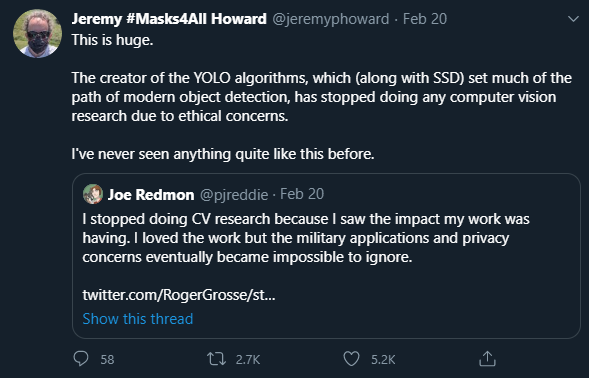 Jeremy #Masks4All Howard @jeremyphoward · Feb 20
This is huge.
The creator of the YOLO algorithms, which (along with SSD) set much of the
path of modern object detection, has stopped doing any computer vision
research due to ethical concerns.
I've never seen anything quite like this before.
Joe Redmon @pjreddie · Feb 20
I stopped doing CV research because I saw the impact my work was
having. I loved the work but the military applications and privacy
concerns eventually became impossible to ignore.
twitter.com/RogerGrosse/st...
Show this thread
58 2.7K 5.2K